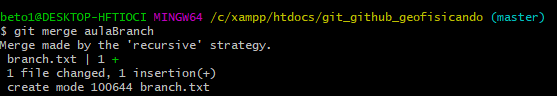 beto1@DESKTOP-HFTIOCI MINGW64 /c/xampp/htdocs/git_github_geofisicando (master)
$ git merge aulaBranch
Merge made by the 'recursive' strategy.
 branch.txt | 1 +
 1 file changed, 1 insertion(+)
 create mode 100644 branch.txt